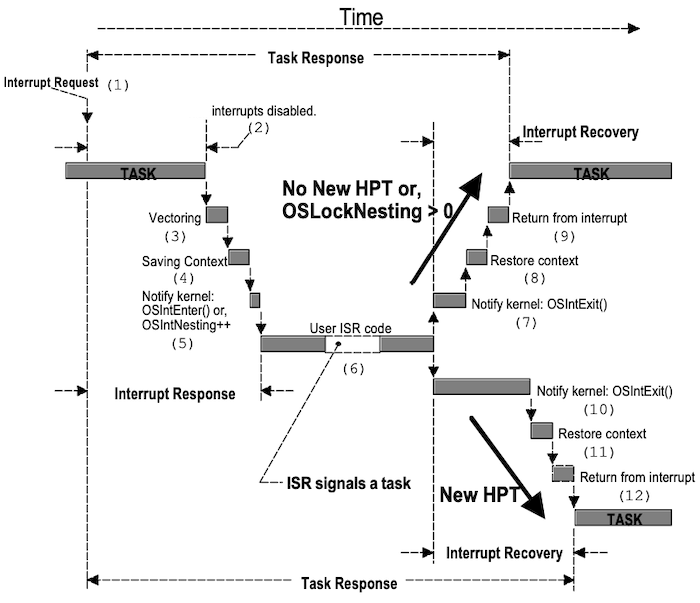 Time
Task Response
Interrupt Request (1)
interrupts disabled.
(2)
Interrupt Recovery
TASK
TASK
No New HPT or,
OSLockNesting > 0
Vectoring
(3)
Return from interrupt
(9)
Saving Context
(4)
Restore context
(8)
Notify kernel:
OSIntEnter() or,
OSIntNesting++
(5)
Notify kernel: OSIntExit()
(7)
User ISR code
(6)
Interrupt Response
Notify kernel: OSIntExit()
(10)
Restore context
(11)
ISR signals a task
New HPT
Return from interrupt
(12)
TASK
Interrupt Recovery
Task Response